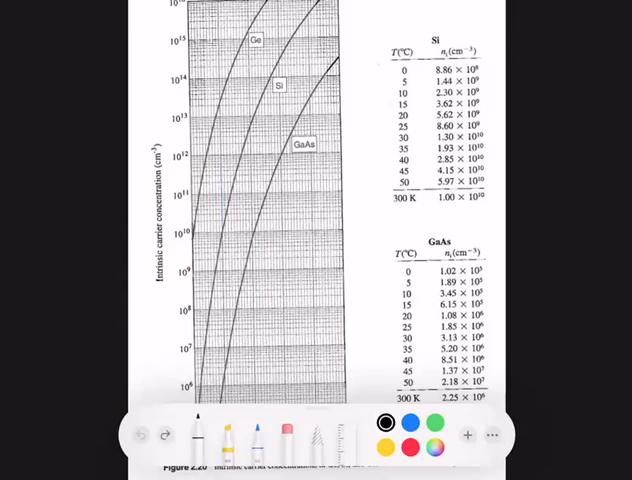 10¹⁶
10¹⁵
10¹⁴
10¹³
10¹²
10¹¹
10¹⁰
10⁹
10⁸
10⁷
10⁶
Intrinsic carrier concentration (cm⁻³)
Ge
Si
GaAs
Si
T(°C) nᵢ(cm⁻³)
0 8.86 × 10⁸
5 1.44 × 10⁹
10 2.30 × 10⁹
15 3.62 × 10⁹
20 5.62 × 10⁹
25 8.60 × 10⁹
30 1.30 × 10¹⁰
35 1.93 × 10¹⁰
40 2.85 × 10¹⁰
45 4.15 × 10¹⁰
50 5.97 × 10¹⁰
300 K 1.00 × 10¹⁰
GaAs
T(°C) nᵢ(cm⁻³)
0 1.02 × 10⁵
5 1.89 × 10⁵
10 3.45 × 10⁵
15 6.15 × 10⁵
20 1.08 × 10⁶
25 1.85 × 10⁶
30 3.13 × 10⁶
35 5.20 × 10⁶
40 8.51 × 10⁶
45 1.37 × 10⁷
50 2.18 × 10⁷
300 K 2.25 × 10⁶
Figure 2.20 Intrinsic carrier concentrations